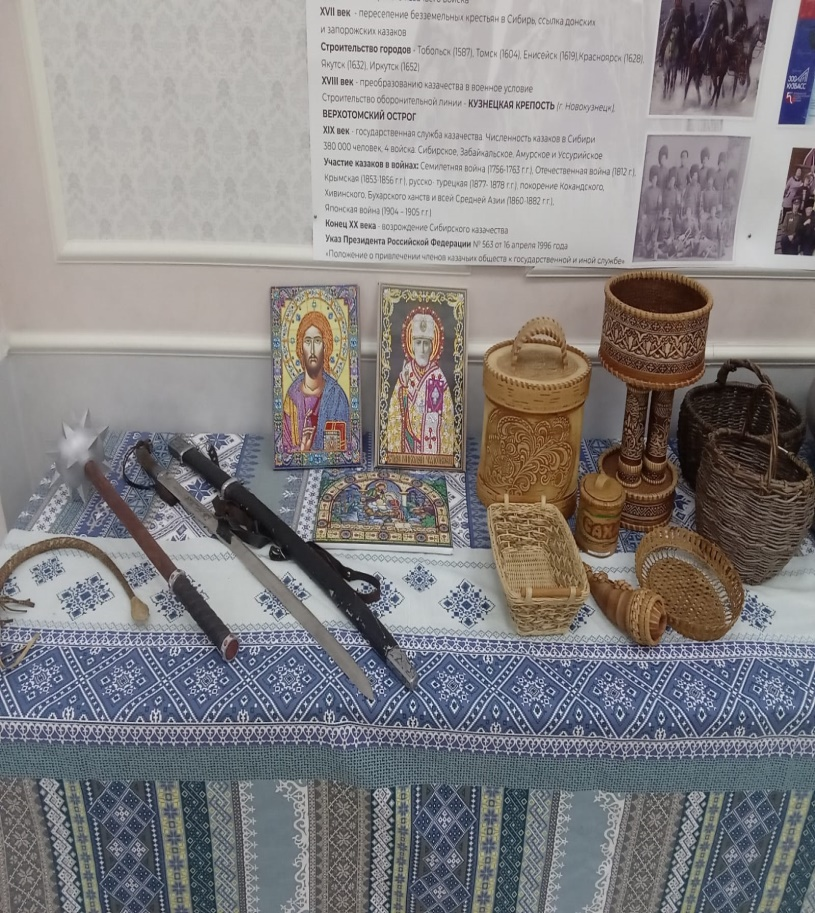 XVII век - переселение безземельных крестьян в Сибирь, ссылка донских
и запорожских казаков
Строительство городов - Тобольск (1587), Томск (1604), Енисейск (1619), Красноярск (1628),
Якутск (1632), Иркутск (1652)
XVIII век - преобразованию казачества в военное условие
Строительство оборонительной линии - КУЗНЕЦКАЯ КРЕПОСТЬ (г. Новокузнецк),
ВЕРХОТОМСКИЙ ОСТРОГ
XIX век - государственная служба казачества. Численность казаков в Сибири
380 000 человек, 4 войска. Сибирское, Забайкальское, Амурское и Уссурийское
Участие казаков в войнах: Семилетняя война (1756-1763 г.г.), Отечественная война (1812 г.),
Крымская (1853-1856 г.г.), русско- турецкая (1877- 1878 г.г.), покорение Кокандского,
Хивинского, Бухарского ханств и всей Средней Азии (1860-1882 г.г.),
Японская война (1904 - 1905 г.г.)
Конец XX века - возрождение Сибирского казачества
Указ Президента Российской Федерации № 563 от 16 апреля 1996 года
«Положение о привлечении членов казачьих обществ к государственной и иной службе»
300
КУЗБАСС